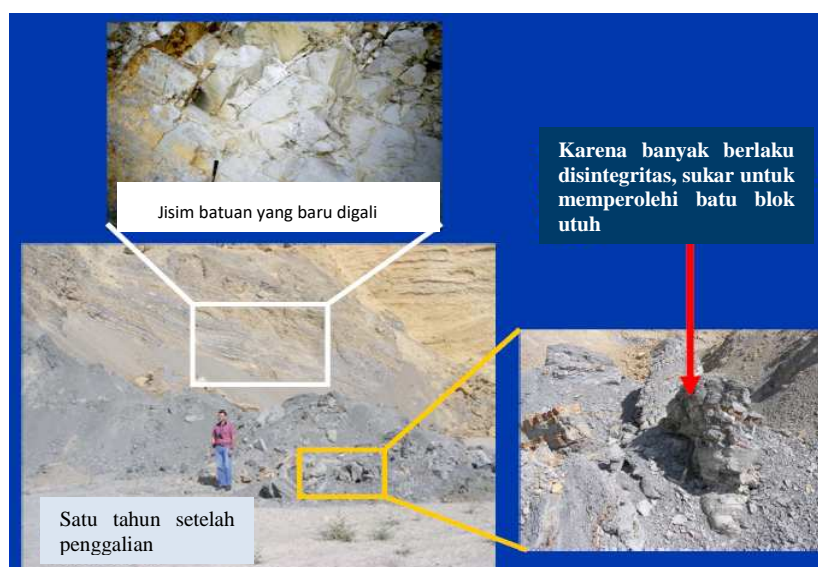 Karena banyak berlaku
disintegritas, sukar untuk
memperolehi batu blok
utuh
Jisim batuan yang baru digali
Satu tahun setelah
penggalian